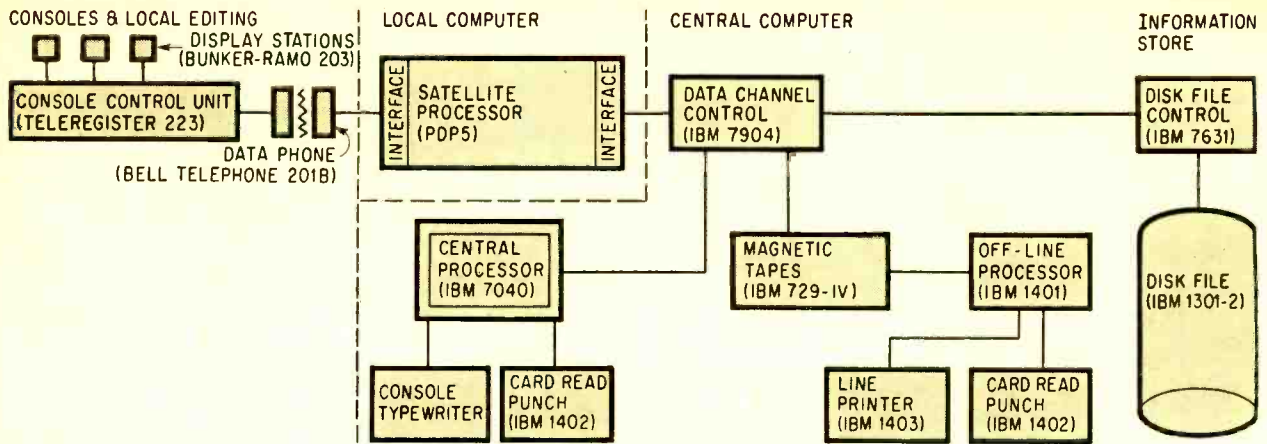 CONSOLES & LOCAL EDITING
DISPLAY STATIONS
(BUNKER-RAMO 203)
CONSOLE CONTROL UNIT
(TELEREGISTER 223)
DATA PHONE
(BELL TELEPHONE 201B)
LOCAL COMPUTER
INTERFACE
SATELLITE
PROCESSOR
(PDP5)
INTERFACE
CENTRAL COMPUTER
DATA CHANNEL
CONTROL
(IBM 7904)
INFORMATION
STORE
DISK FILE
CONTROL
(IBM 7631)
CENTRAL
PROCESSOR
(IBM 7040)
MAGNETIC
TAPES
(IBM 729-IV)
OFF-LINE
PROCESSOR
(IBM 1401)
DISK FILE
(IBM 1301-2)
CONSOLE
TYPEWRITER
CARD READ
PUNCH
(IBM 1402)
LINE
PRINTER
(IBM 1403)
CARD READ
PUNCH
(IBM 1402)